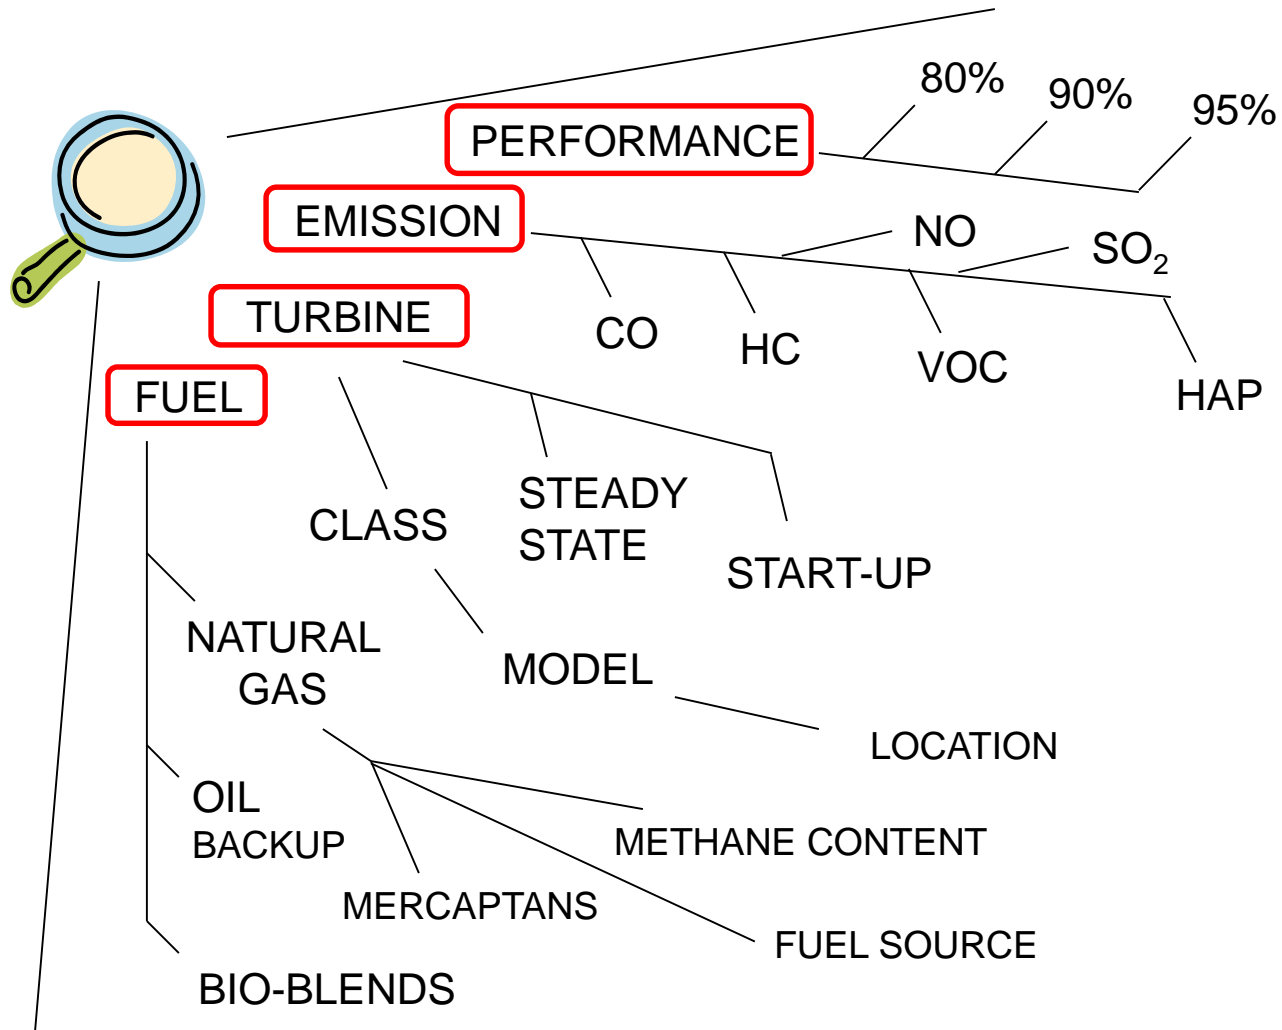 80%
90%
95%
PERFORMANCE
EMISSION
NO
SO₂
CO
HC
VOC
HAP
TURBINE
FUEL
CLASS
STEADY
STATE
START-UP
NATURAL
GAS
MODEL
LOCATION
OIL
BACKUP
METHANE CONTENT
MERCAPTANS
FUEL SOURCE
BIO-BLENDS